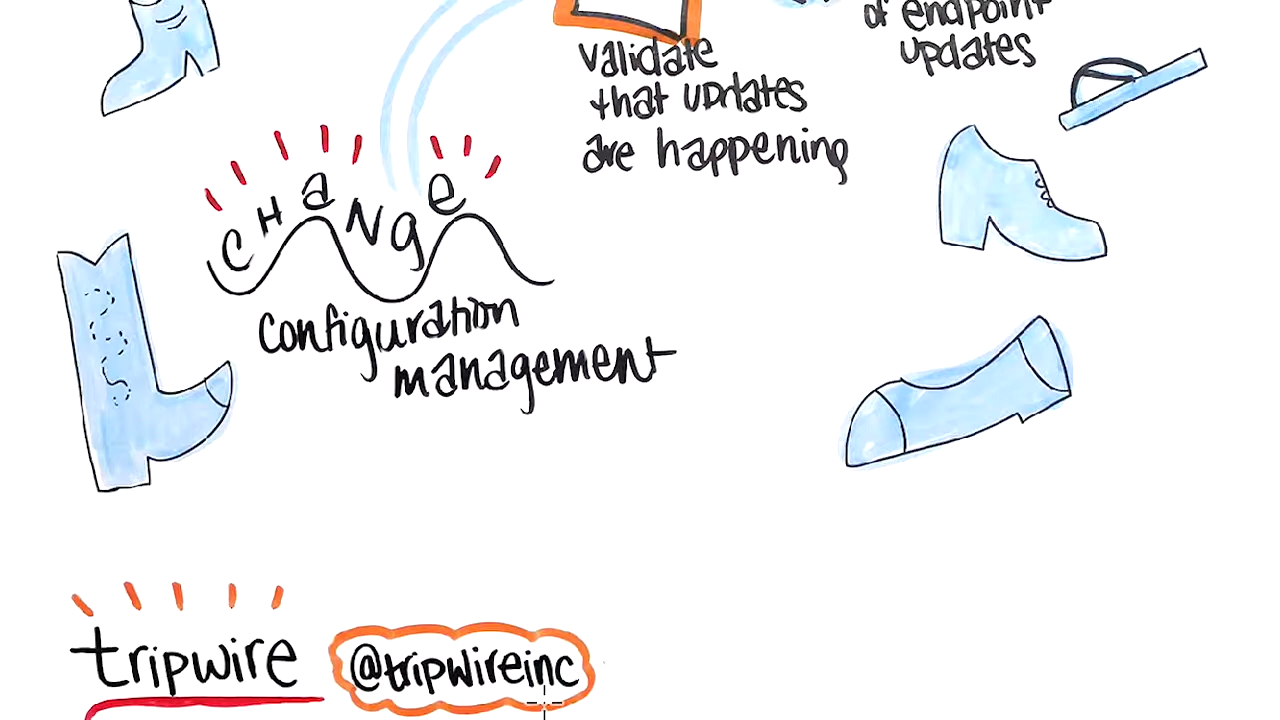 of endpoint
updates
validate
that updates
are happening
CHaNge
Configuration
management
tripwire
@tripwireinc